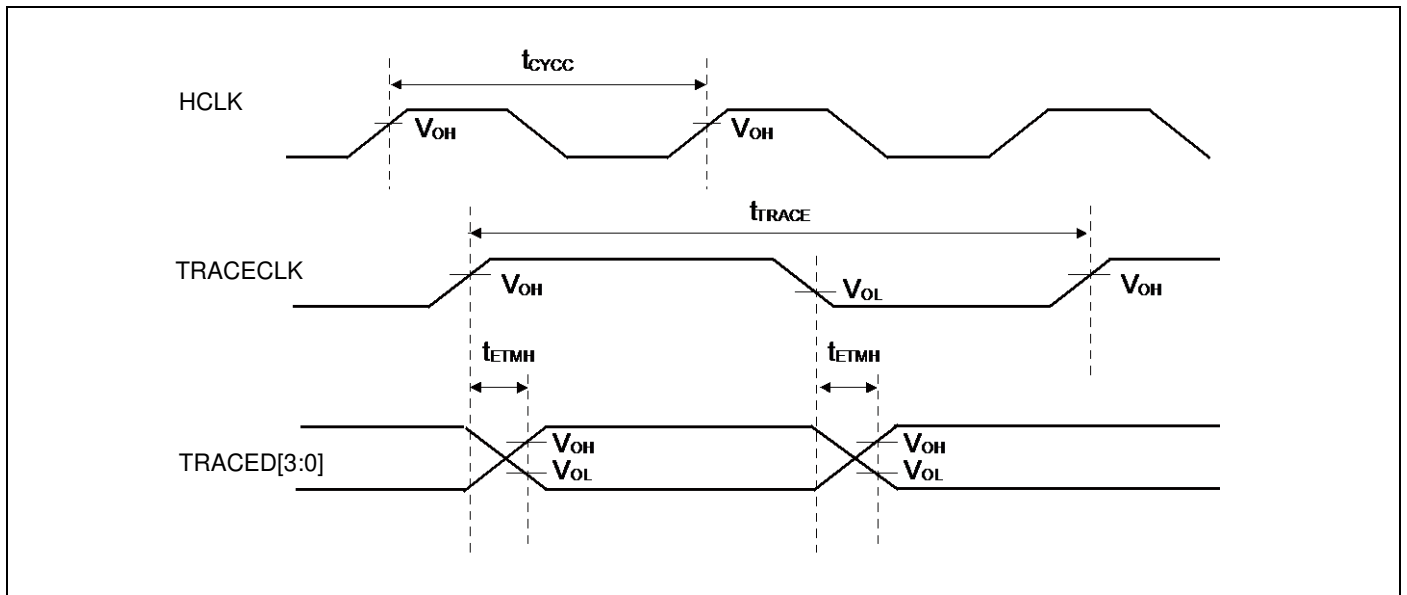 tCYCC
HCLK
VOH VOH
tTRACE
TRACECLK
VOH VOL VOH
tETMH tETMH
TRACED[3:0]
VOH VOH
VOL VOL